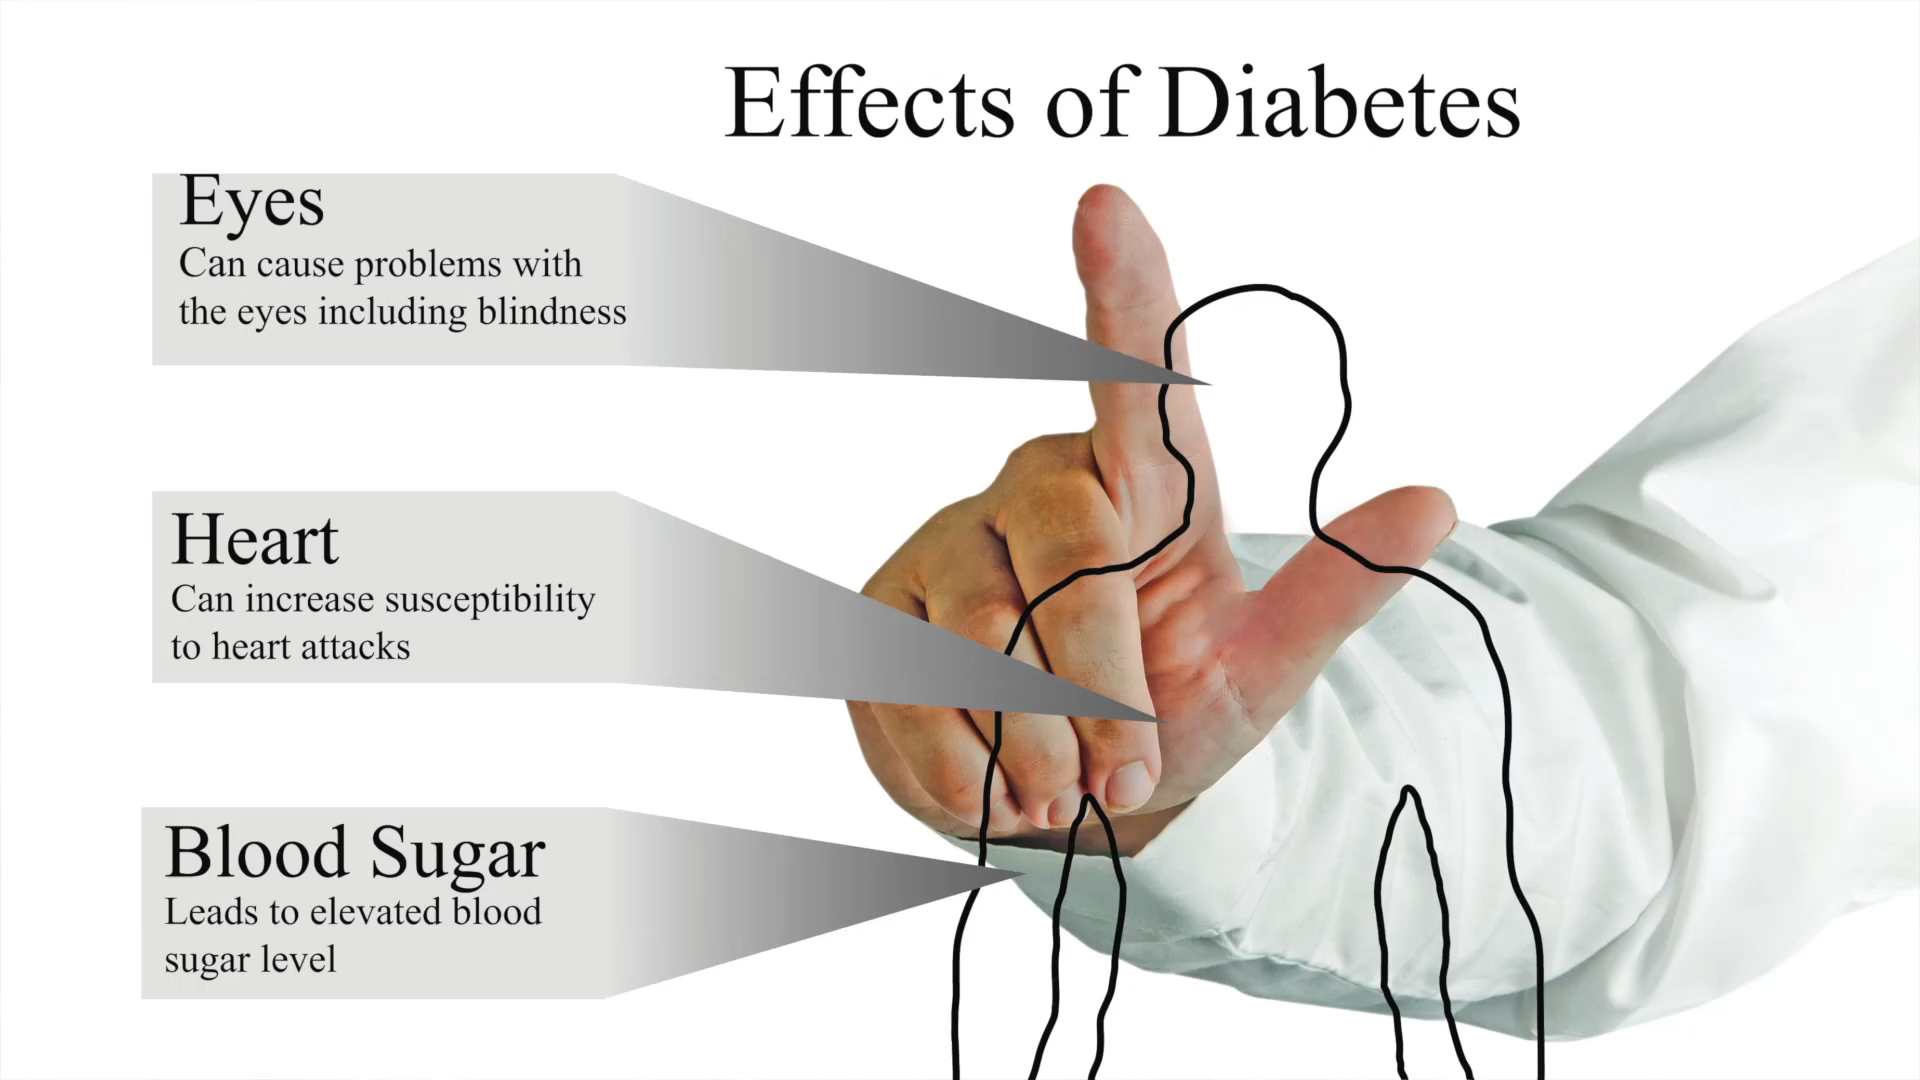 Effects of Diabetes
Eyes
Can cause problems with
the eyes including blindness
Heart
Can increase susceptibility
to heart attacks
Blood Sugar
Leads to elevated blood
sugar level